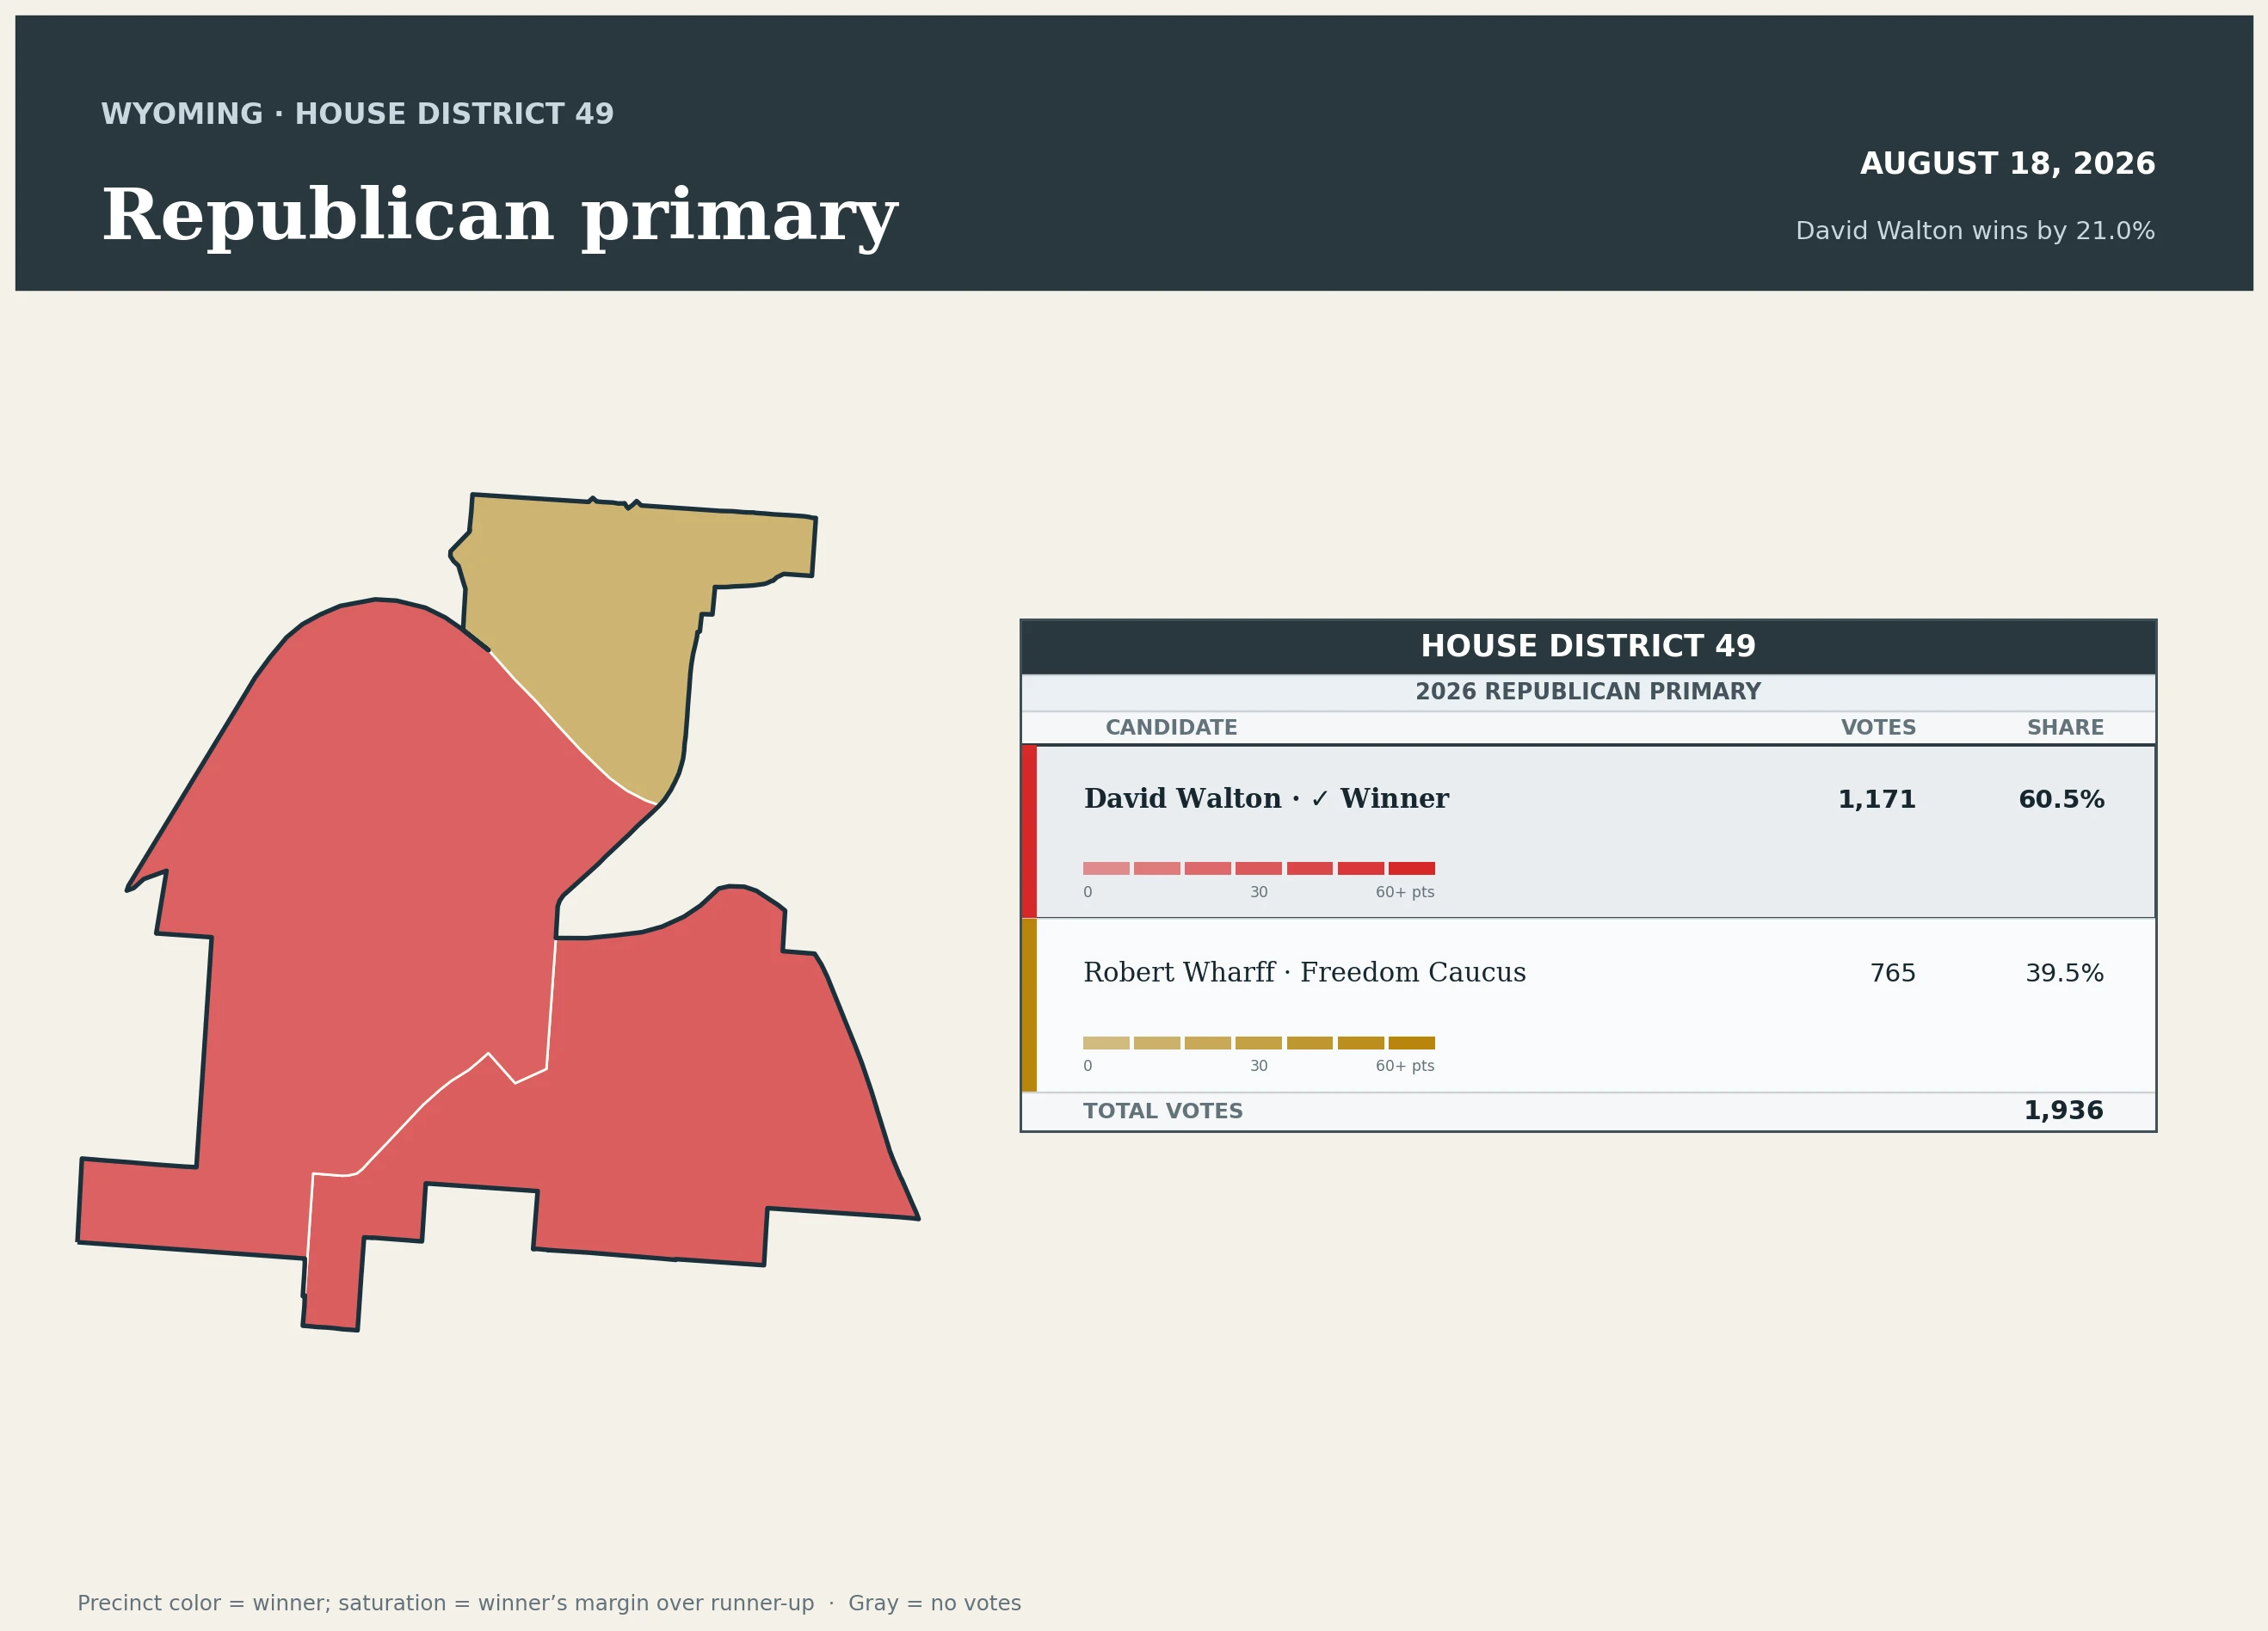 WYOMING · HOUSE DISTRICT 49
Republican primary
AUGUST 18, 2026
David Walton wins by 21.0%
HOUSE DISTRICT 49
2026 REPUBLICAN PRIMARY
CANDIDATE VOTES SHARE
David Walton · ✓ Winner 1,171 60.5%
0 30 60+ pts
Robert Wharff · Freedom Caucus 765 39.5%
0 30 60+ pts
TOTAL VOTES 1,936
Precinct color = winner; saturation = winner’s margin over runner-up · Gray = no votes